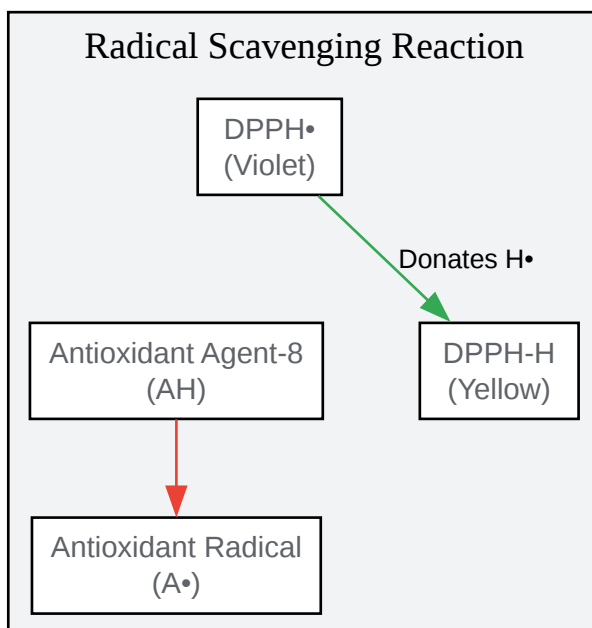 Radical Scavenging Reaction
DPPH•
(Violet)
Donates H•
Antioxidant Agent-8
(AH)
DPPH-H
(Yellow)
Antioxidant Radical
(A•)